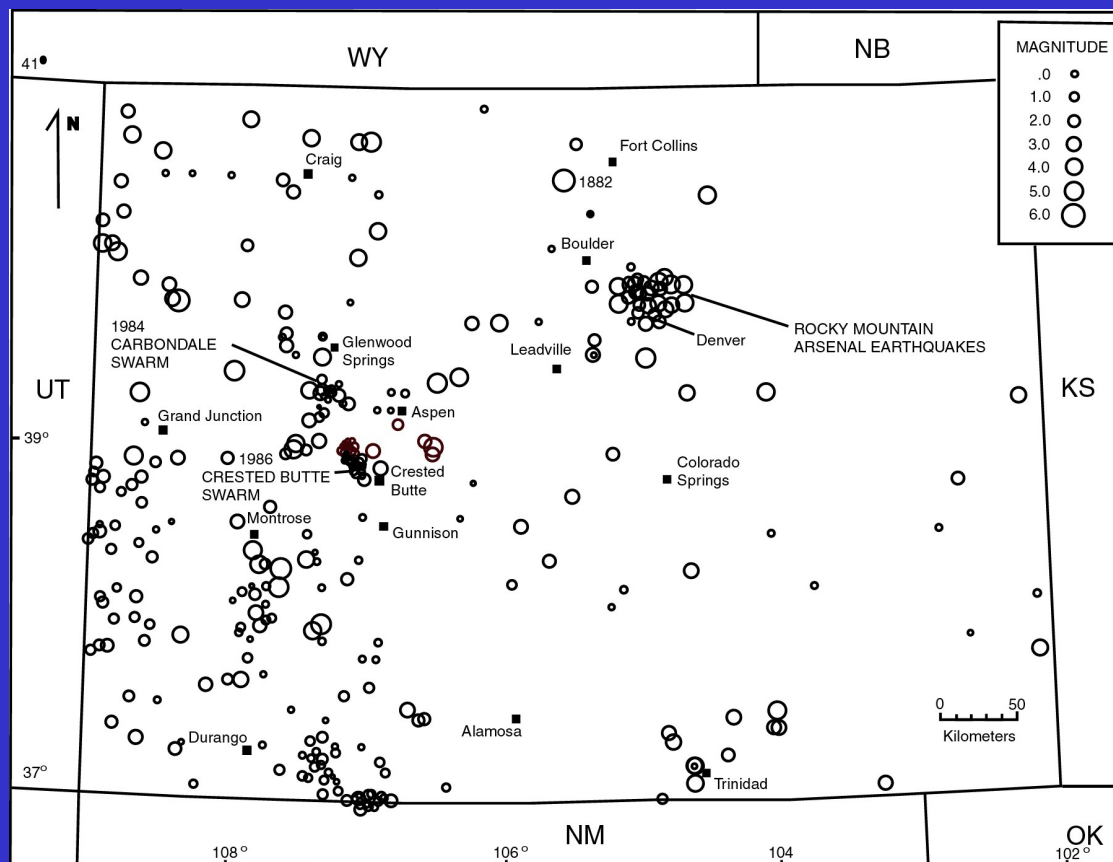 WY
NB
41
N
MAGNITUDE
.0
1.0
2.0
3.0
4.0
5.0
6.0
Craig
Fort Collins
1882
Boulder
1984
CARBONDALE
SWARM
Glenwood
Springs
Leadville
Denver
ROCKY MOUNTAIN
ARSENAL EARTHQUAKES
UT
KS
Grand Junction
Aspen
39°
1986
CRESTED BUTTE
SWARM
Crested
Butte
Colorado
Springs
Montrose
Gunnison
0 50
Kilometers
Alamosa
Durango
37°
Trinidad
NM
OK
108°
106°
104
102°